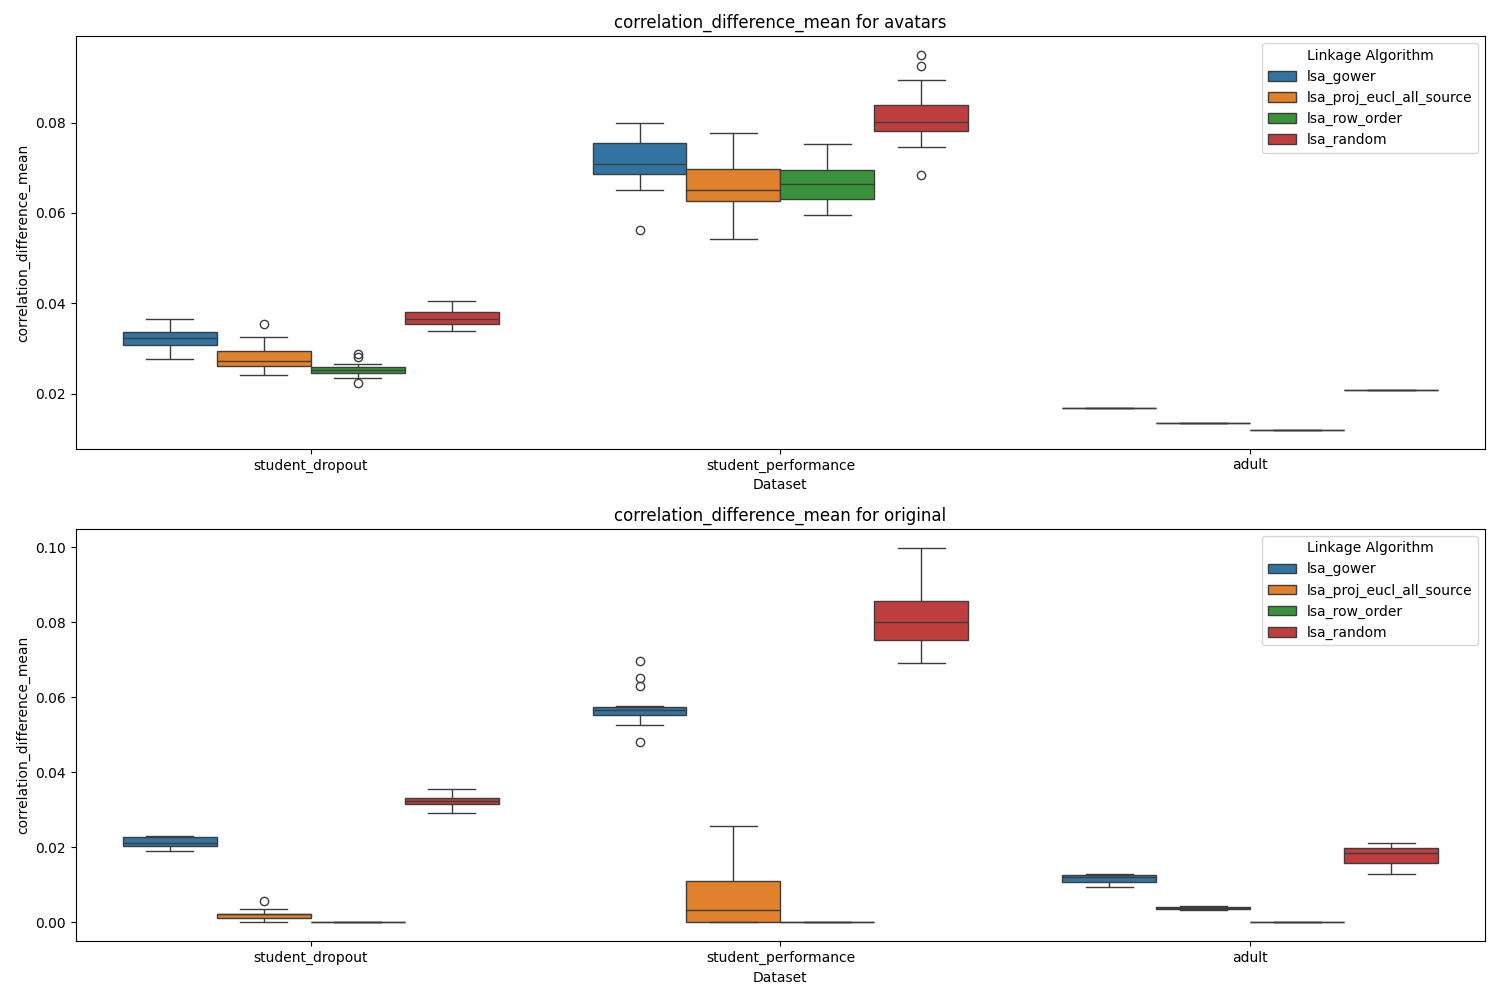 correlation_difference_mean for avatars
correlation_difference_mean
0.08
0.06
0.04
0.02
Linkage Algorithm
lsa_gower
lsa_proj_eucl_all_source
lsa_row_order
lsa_random
student_dropout
student_performance
adult
Dataset
correlation_difference_mean for original
correlation_difference_mean
0.10
0.08
0.06
0.04
0.02
0.00
Linkage Algorithm
lsa_gower
lsa_proj_eucl_all_source
lsa_row_order
lsa_random
student_dropout
student_performance
adult
Dataset